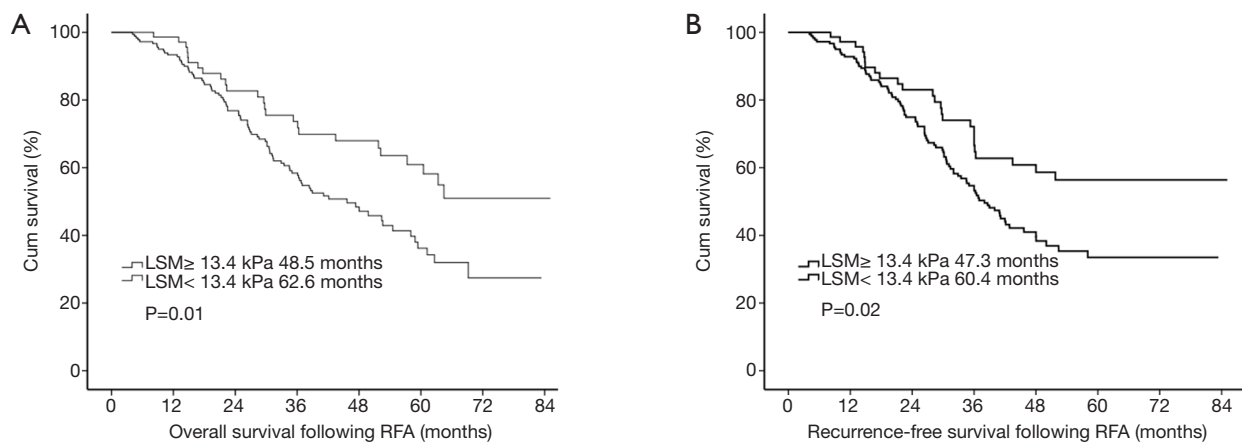 A
100
80
60
40
20
0
Cum survival (%)
LSM≥ 13.4 kPa 48.5 months
LSM< 13.4 kPa 62.6 months
P=0.01
0 12 24 36 48 60 72 84
Overall survival following RFA (months)
B
100
80
60
40
20
0
Cum survival (%)
LSM≥ 13.4 kPa 47.3 months
LSM< 13.4 kPa 60.4 months
P=0.02
0 12 24 36 48 60 72 84
Recurrence-free survival following RFA (months)